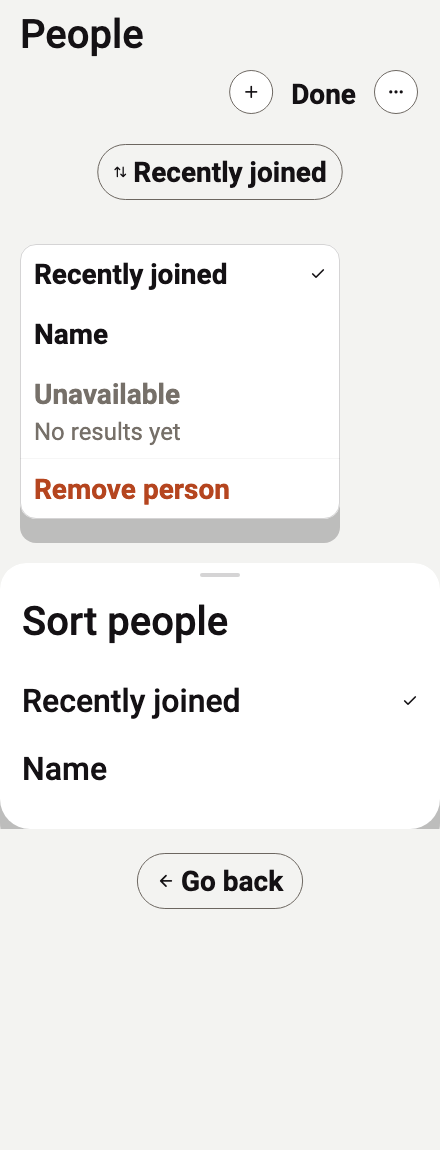 People
+ Done ...
Recently joined
Recently joined
Name
Unavailable
No results yet
Remove person
Sort people
Recently joined
Name
Go back